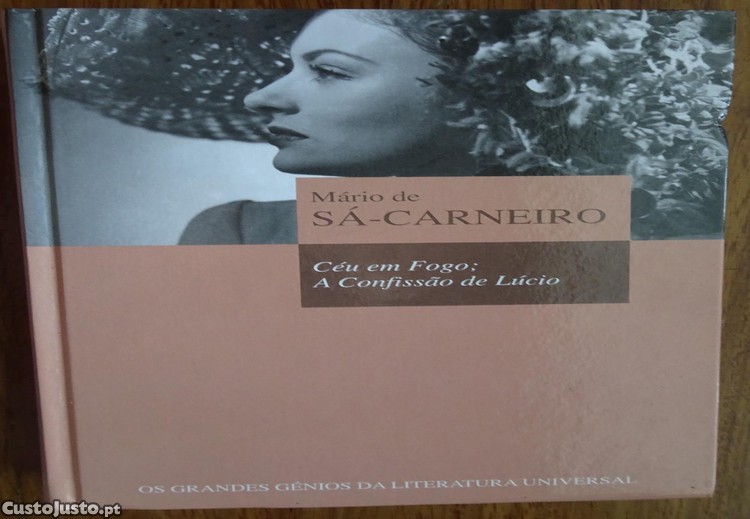 Mário de
SÁ-CARNEIRO
Céu em Fogo;
A Confissão de Lúcio
OS GRANDES GÉNIOS DA LITERATURA UNIVERSAL
CustoJusto.pt